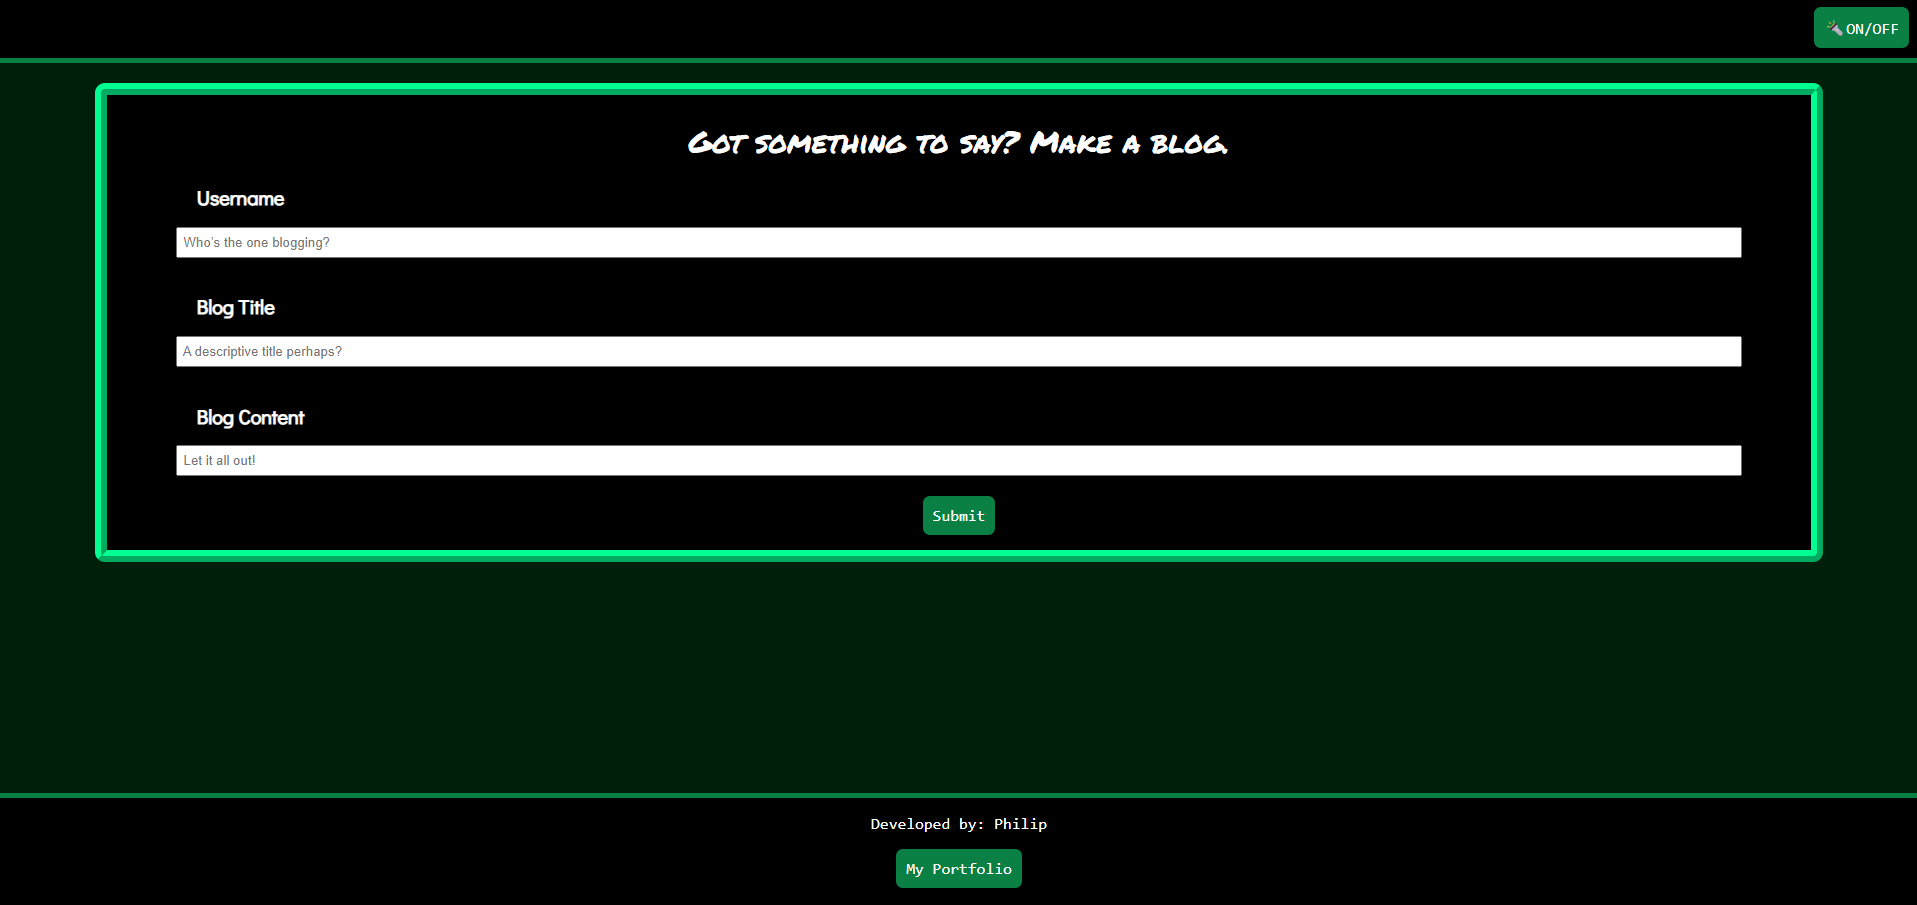 🔦ON/OFF
Got something to say? Make a blog.
Username
Who's the one blogging?
Blog Title
A descriptive title perhaps?
Blog Content
Let it all out!
Submit
Developed by: Philip
My Portfolio